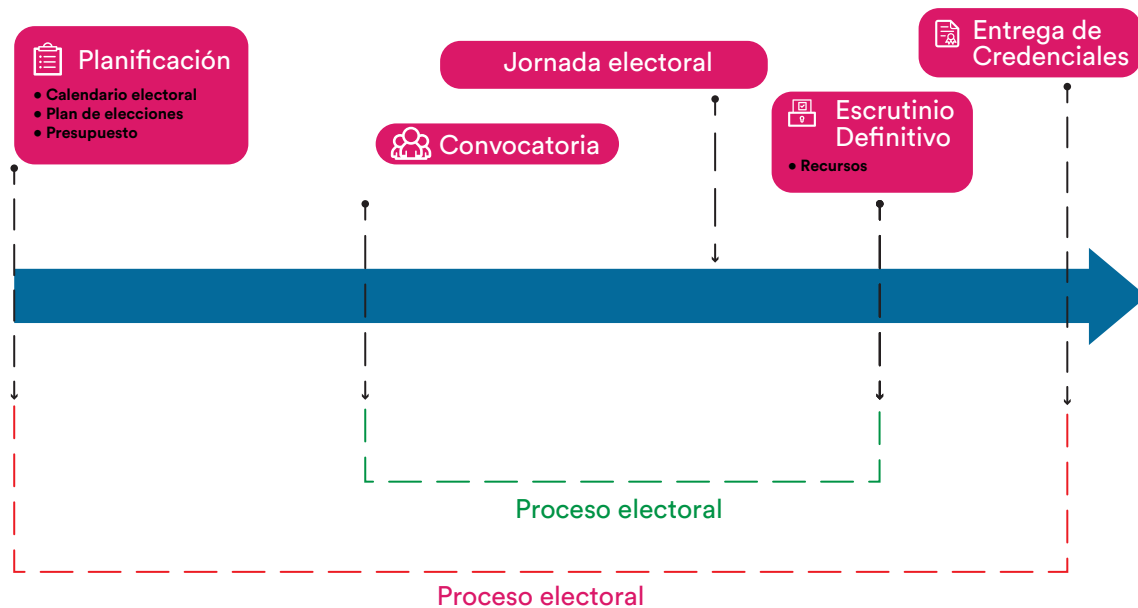 Planificación
• Calendario electoral
• Plan de elecciones
• Presupuesto
Convocatoria
Jornada electoral
Escrutinio
Definitivo
• Recursos
Entrega de
Credenciales
Proceso electoral
Proceso electoral